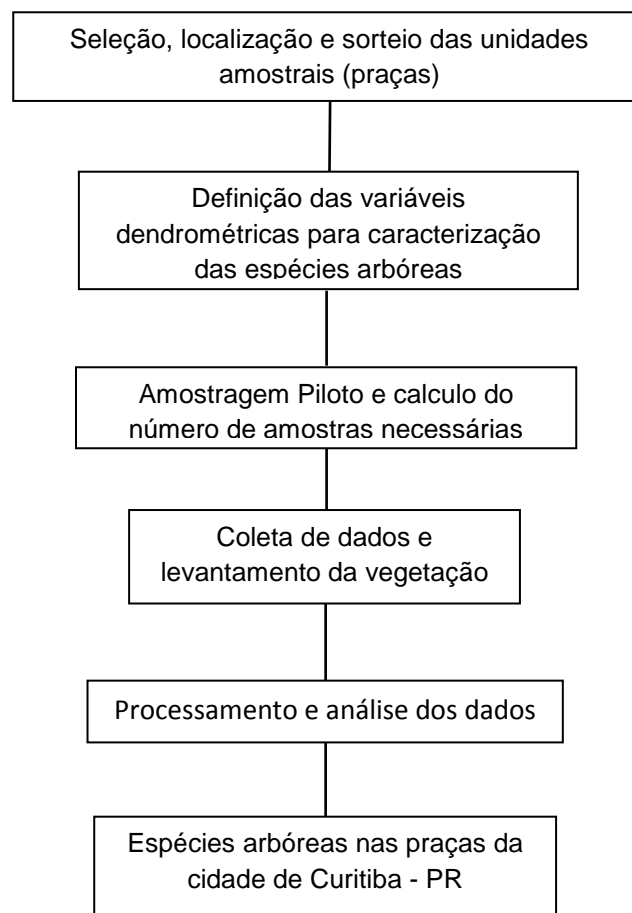 Seleção, localização e sorteio das unidades
amostrais (praças)
Definição das variáveis
dendrométricas para caracterização
das espécies arbóreas
Amostragem Piloto e calculo do
número de amostras necessárias
Coleta de dados e
levantamento da vegetação
Processamento e análise dos dados
Espécies arbóreas nas praças da
cidade de Curitiba - PR